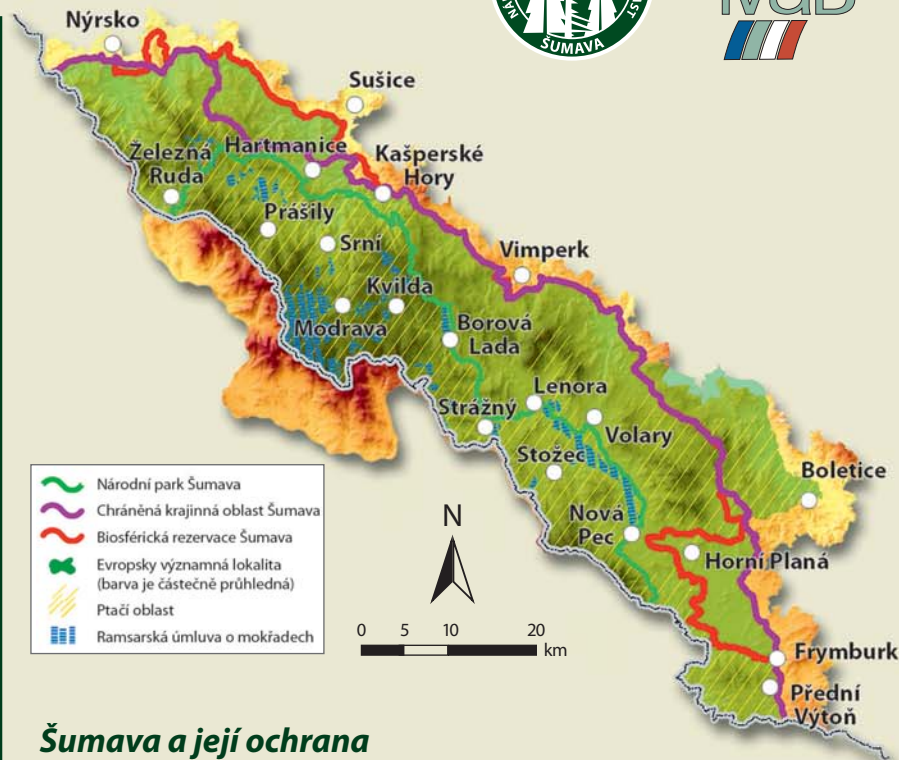 ŠUMAVA
Nýrsko
Sušice
Železná
Ruda
Hartmanice
Kašperské
Hory
Prášily
Srní
Vimperk
Kvilda
Modrava
Borová
Lada
Lenora
Strážný
Volary
Stožec
Boletice
Nová
Pec
Horní Planá
Frymburk
Přední
Výtoň
Národní park Šumava
Chráněná krajinná oblast Šumava
Biosférická rezervace Šumava
Evropsky významná lokalita
(barva je částečně průhledná)
Ptačí oblast
Ramsarská úmluva o mokřadech
N
0 5 10 20
km
Šumava a její ochrana